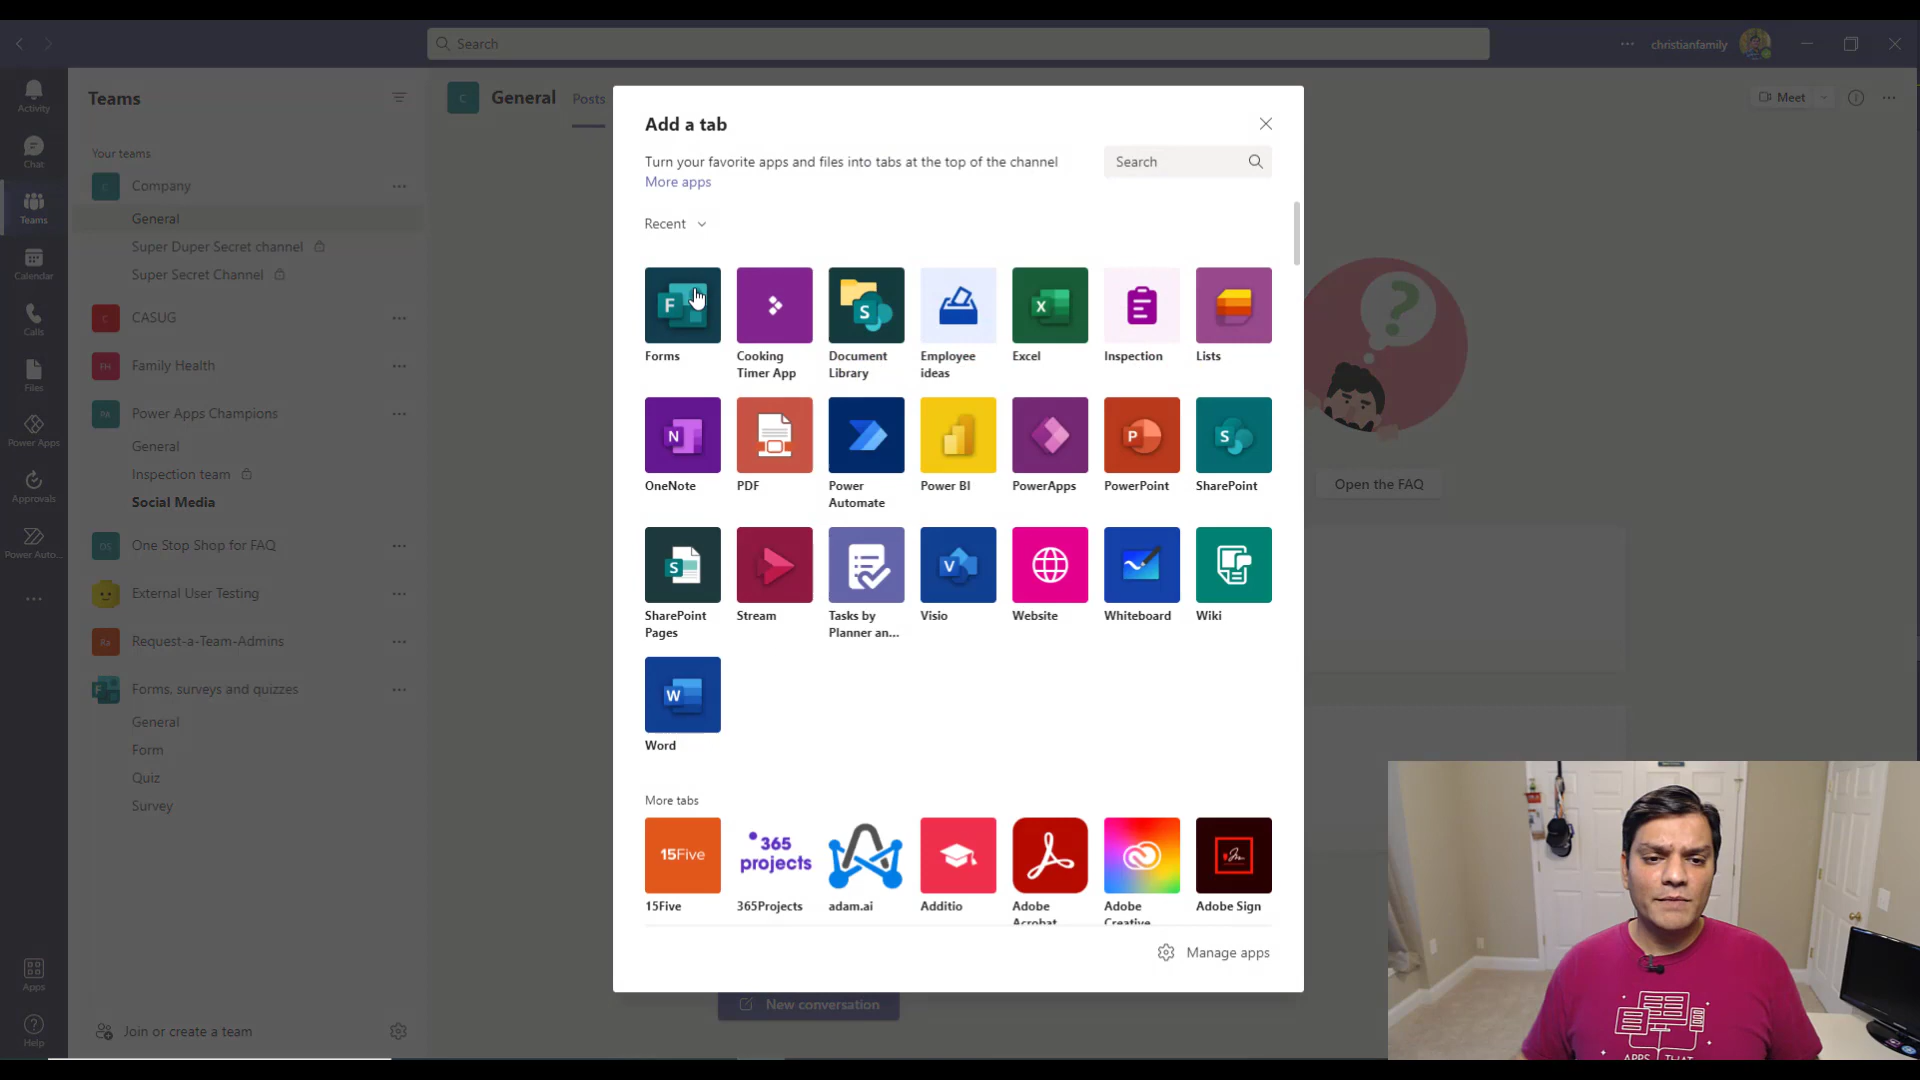 Search
christianfamily
Activity
Chat
Teams
Calendar
Calls
Files
Power Apps
Approvals
Power Auto...
Apps
Help
Teams
Your teams
C Company
General
Super Duper Secret channel
Super Secret Channel
C CASUG
FH Family Health
PA Power Apps Champions
General
Inspection team
Social Media
OS One Stop Shop for FAQ
External User Testing
Ra Request-a-Team-Admins
F Forms, surveys and quizzes
General
Form
Quiz
Survey
Join or create a team
C General Posts
Meet
Add a tab
Turn your favorite apps and files into tabs at the top of the channel
More apps
Search
Recent
Forms
Cooking
Timer App
Document
Library
Employee
ideas
Excel
Inspection
Lists
OneNote
PDF
Power
Automate
Power BI
PowerApps
PowerPoint
SharePoint
SharePoint
Pages
Stream
Tasks by
Planner an...
Visio
Website
Whiteboard
Wiki
Word
More tabs
15Five
365
projects
15Five
365Projects
adam.ai
Additio
Adobe
Acrobat
Adobe
Creative
Adobe Sign
Manage apps
Open the FAQ
New conversation
APPS THAT